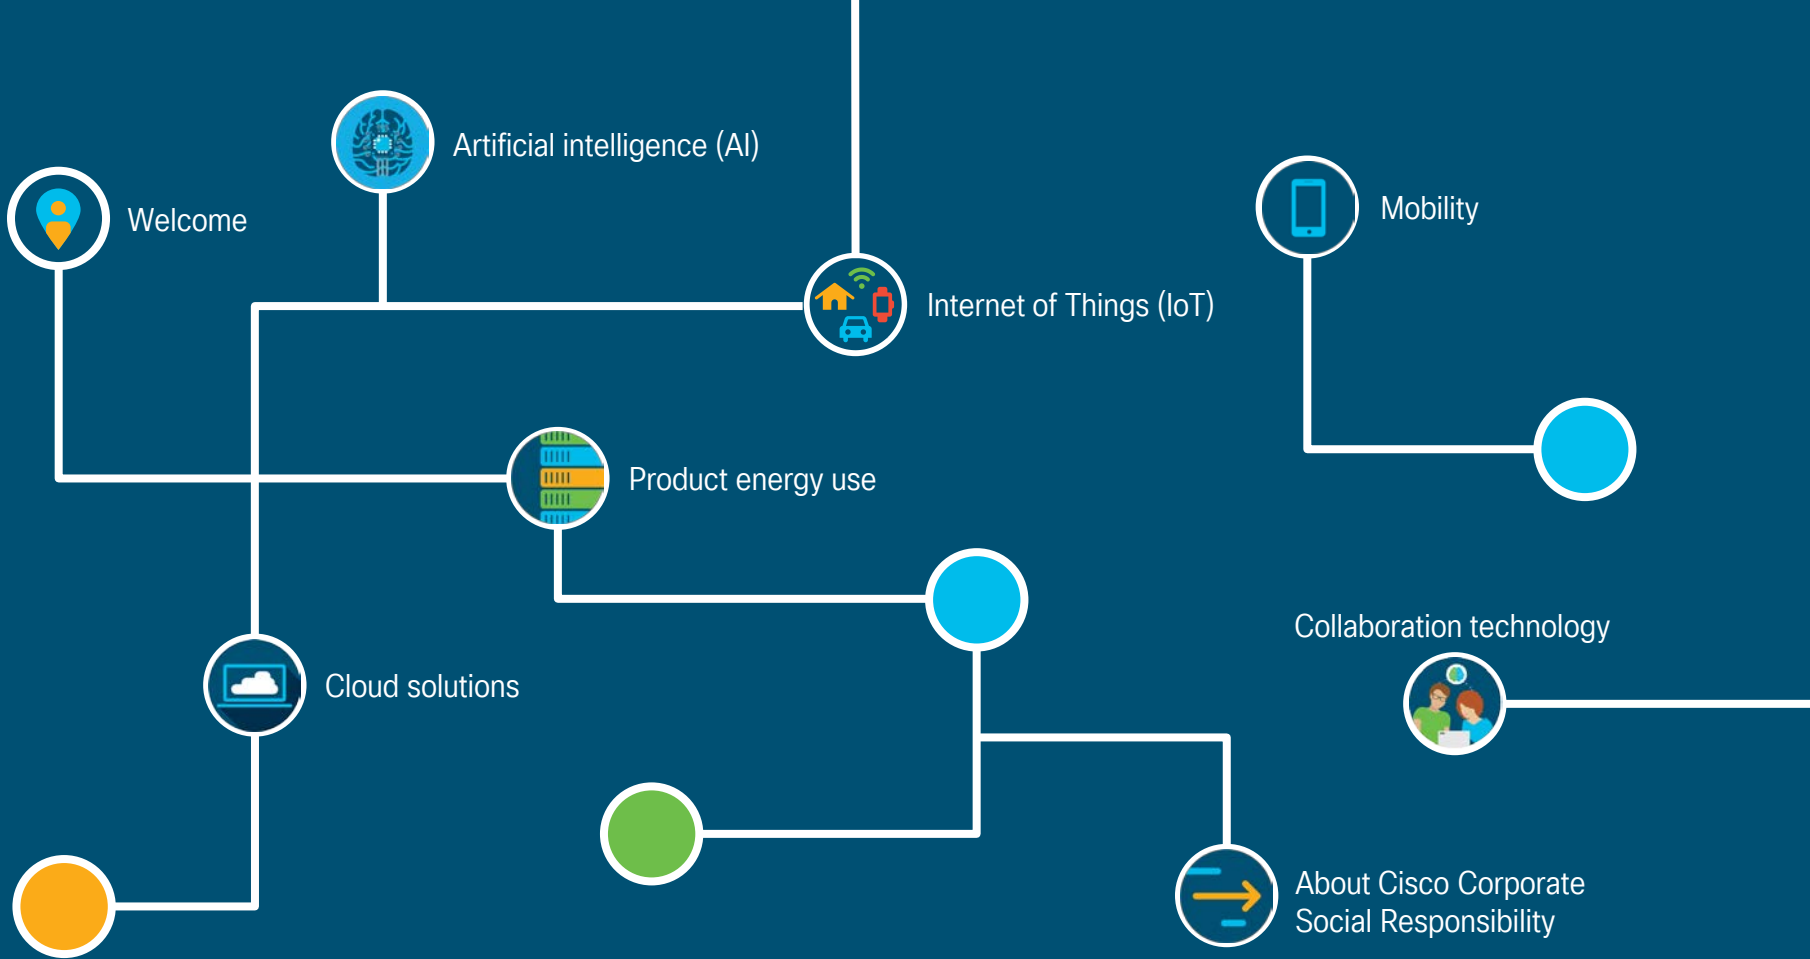 Artificial intelligence (AI)
Welcome
Mobility
Internet of Things (IoT)
Product energy use
Collaboration technology
Cloud solutions
About Cisco Corporate
Social Responsibility